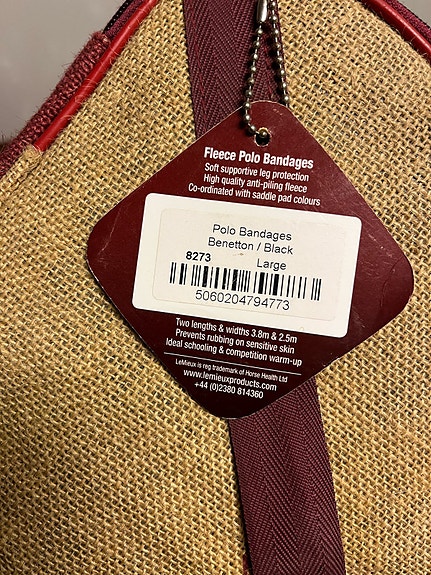 Fleece Polo Bandages
Soft supportive leg protection
High quality anti-piling fleece
Co-ordinated with saddle pad colours
Polo Bandages
Benetton / Black
8273 Large
5060204794773
Two lengths & widths 3.8m & 2.5m
Prevents rubbing on sensitive skin
Ideal schooling & competition warm-up
LeMieux is reg trademark of Horse Health Ltd
www.lemieuxproducts.com
+44 (0)2380 814360